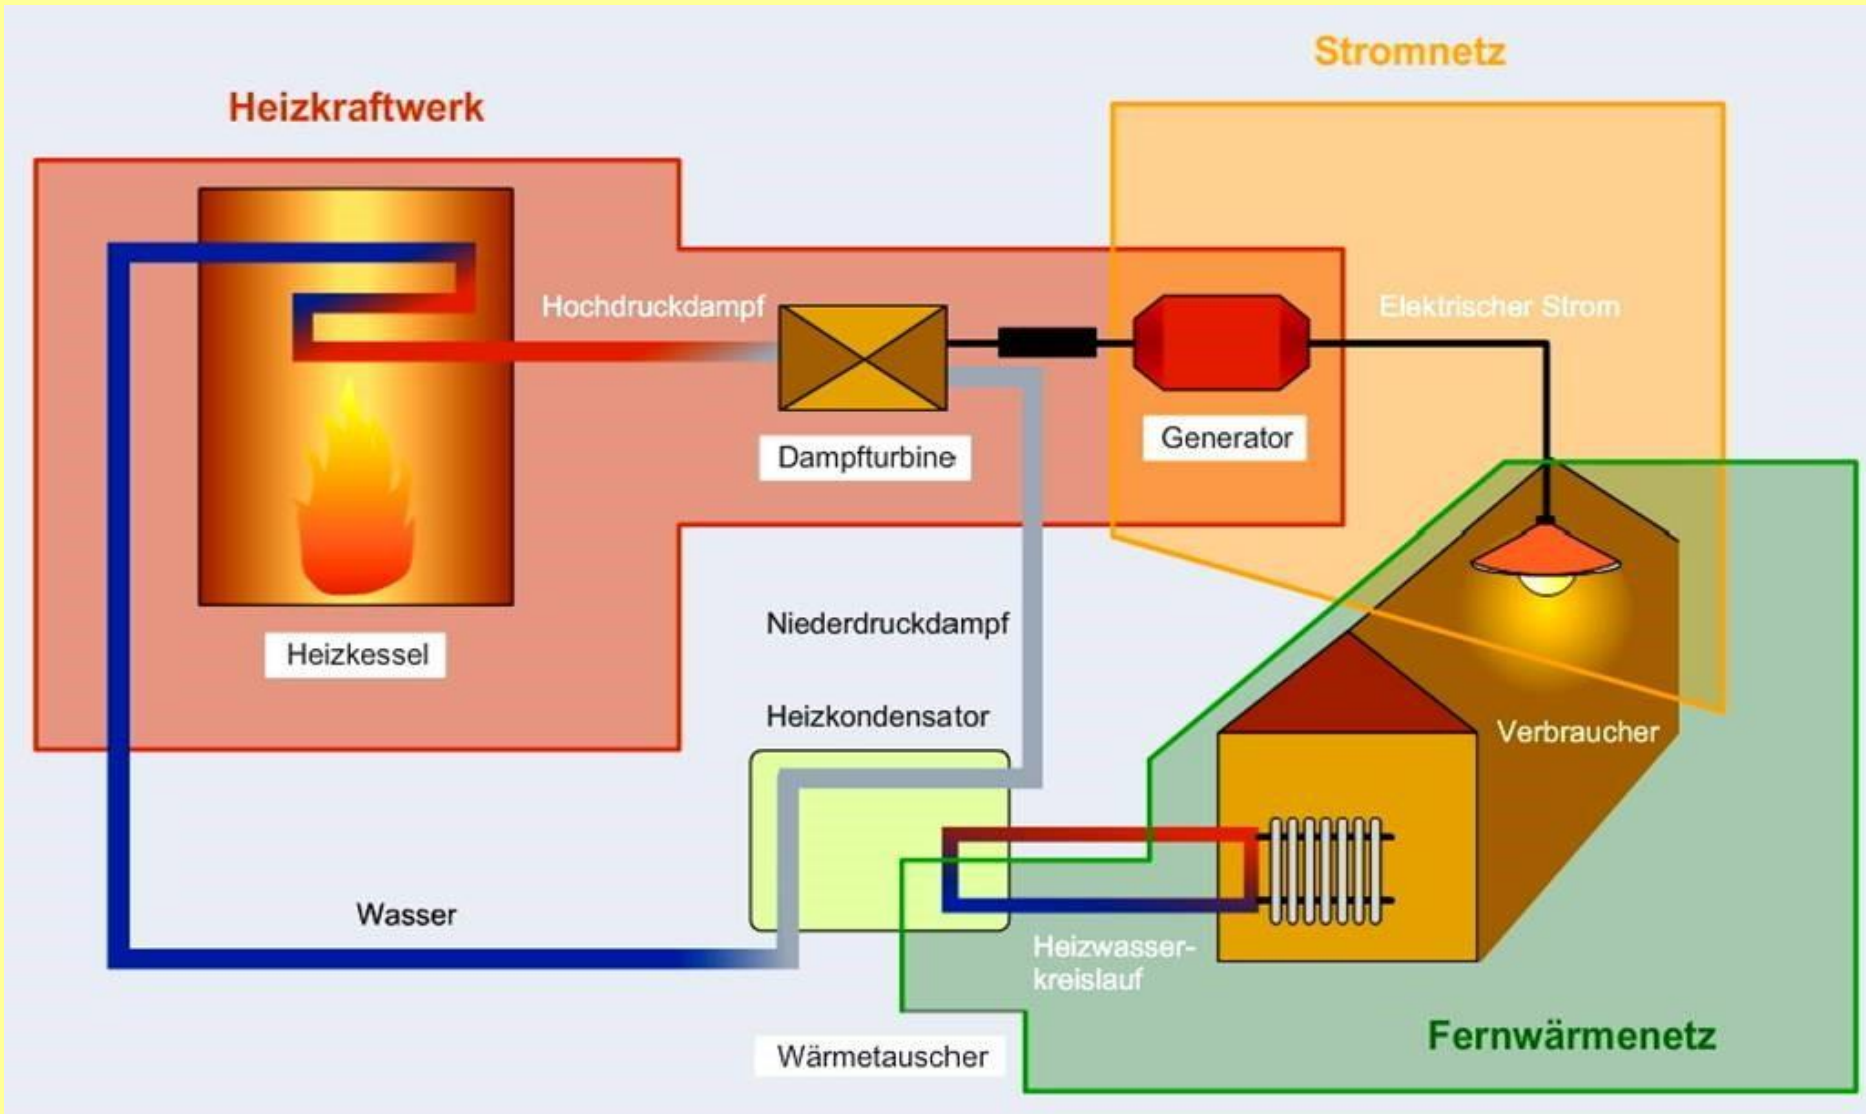 Stromnetz
Heizkraftwerk
Hochdruckdampf
Elektrischer Strom
Generator
Dampfturbine
Niederdruckdampf
Heizkessel
Heizkondensator
Verbraucher
Wasser
Heizwasser-
kreislauf
Fernwärmenetz
Wärmetauscher